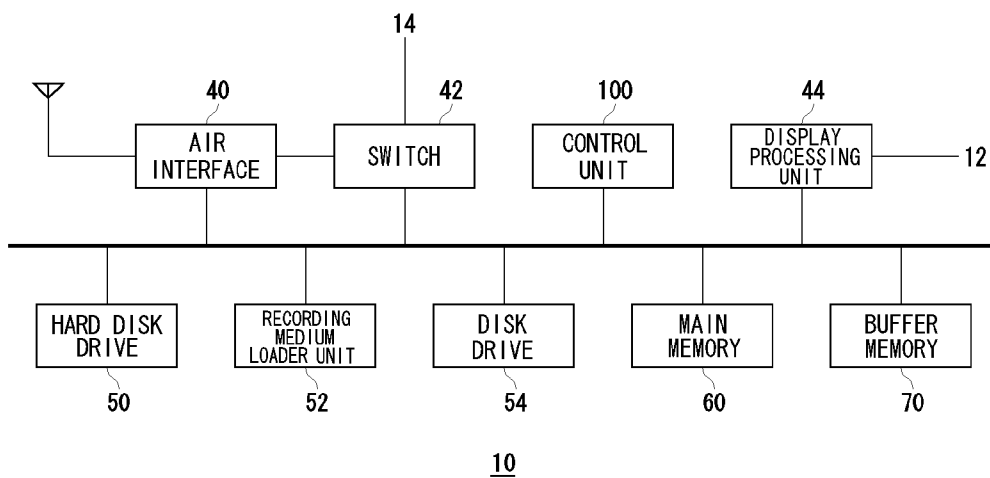 14
40
42
100
44
AIR
INTERFACE
SWITCH
CONTROL
UNIT
DISPLAY
PROCESSING
UNIT
12
HARD DISK
DRIVE
RECORDING
MEDIUM
LOADER UNIT
DISK
DRIVE
MAIN
MEMORY
BUFFER
MEMORY
50
52
54
60
70
10